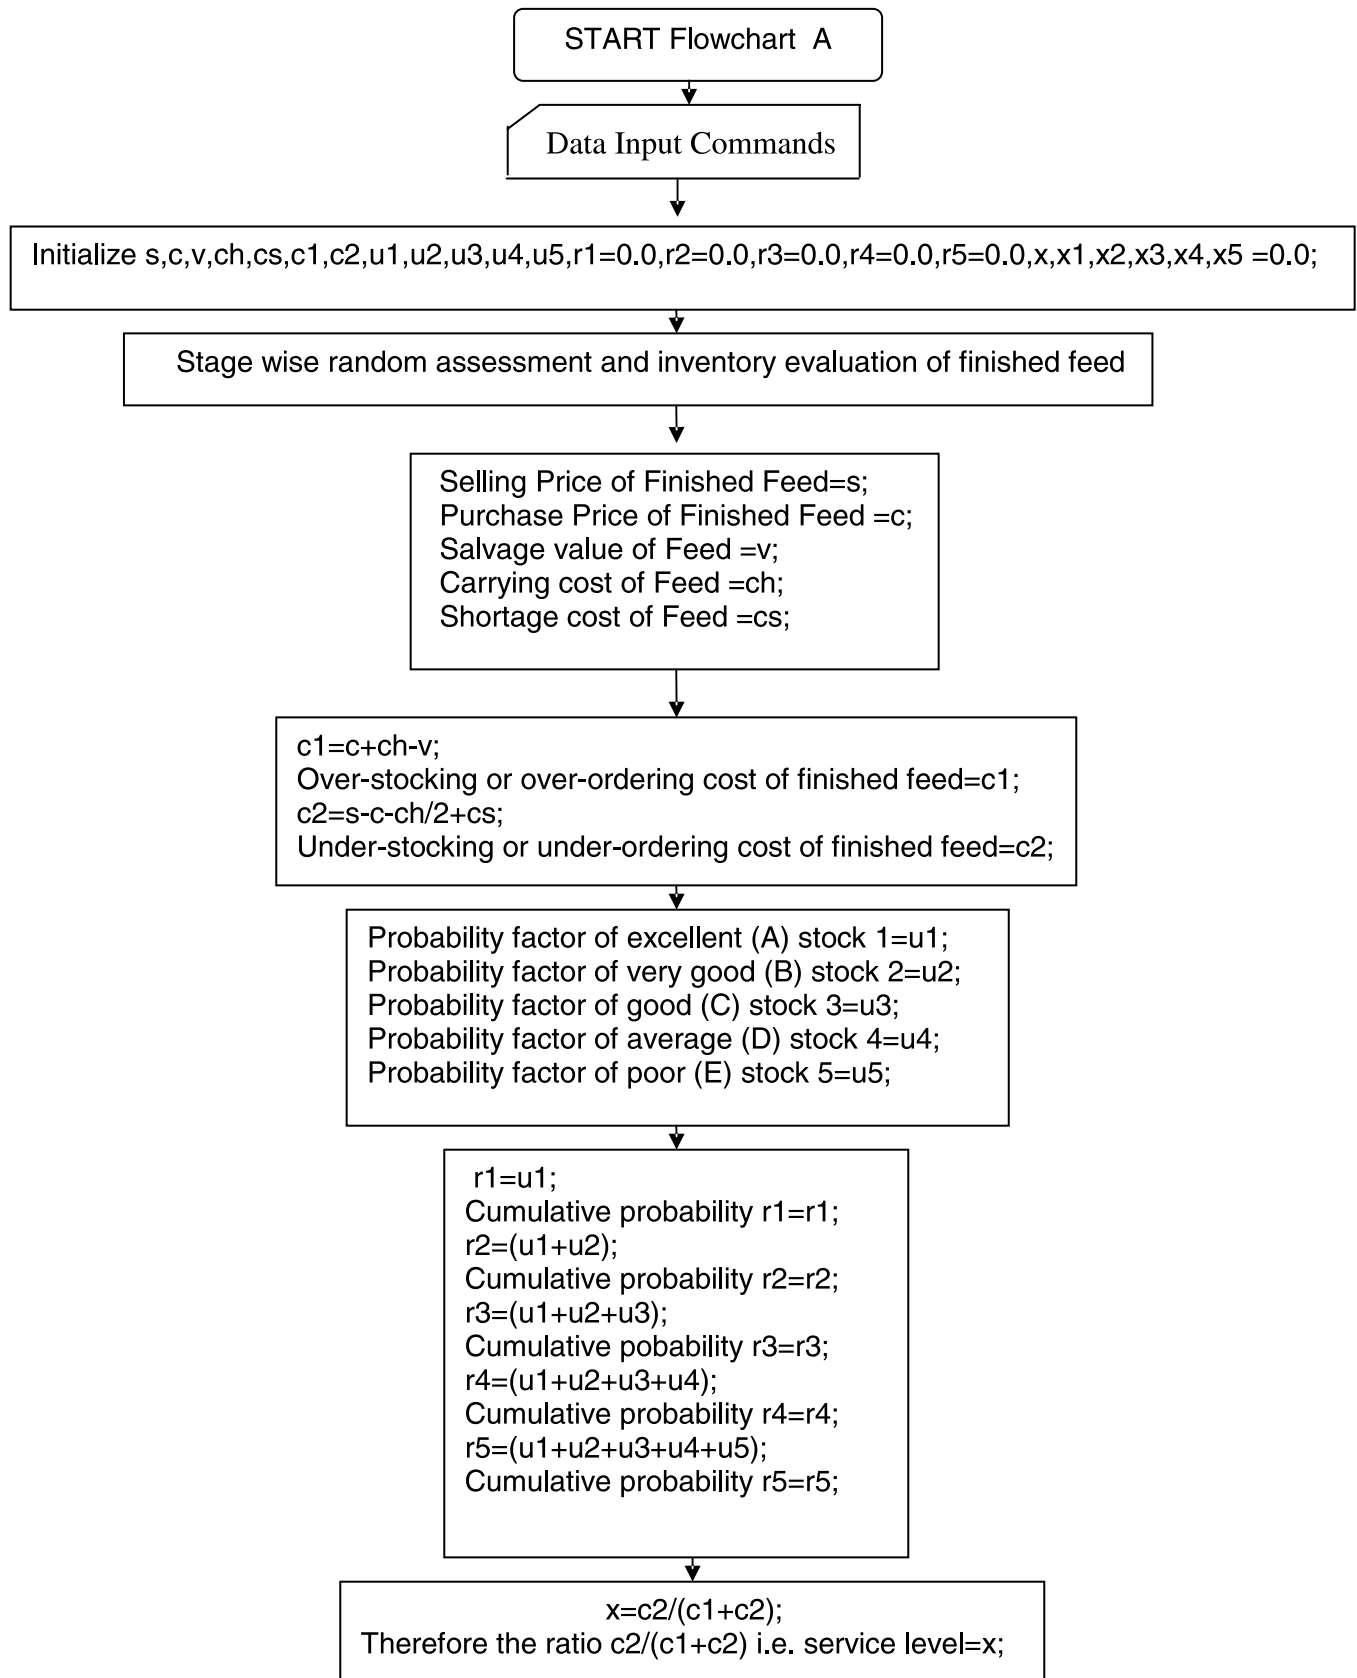 START Flowchart A
Data Input Commands
Initialize s,c,v,ch,cs,c1,c2,u1,u2,u3,u4,u5,r1=0.0,r2=0.0,r3=0.0,r4=0.0,r5=0.0,x,x1,x2,x3,x4,x5 =0.0;
Stage wise random assessment and inventory evaluation of finished feed
Selling Price of Finished Feed=s;
Purchase Price of Finished Feed =c;
Salvage value of Feed =v;
Carrying cost of Feed =ch;
Shortage cost of Feed =cs;
c1=c+ch-v;
Over-stocking or over-ordering cost of finished feed=c1;
c2=s-c-ch/2+cs;
Under-stocking or under-ordering cost of finished feed=c2;
Probability factor of excellent (A) stock 1=u1;
Probability factor of very good (B) stock 2=u2;
Probability factor of good (C) stock 3=u3;
Probability factor of average (D) stock 4=u4;
Probability factor of poor (E) stock 5=u5;
r1=u1;
Cumulative probability r1=r1;
r2=(u1+u2);
Cumulative probability r2=r2;
r3=(u1+u2+u3);
Cumulative pobability r3=r3;
r4=(u1+u2+u3+u4);
Cumulative probability r4=r4;
r5=(u1+u2+u3+u4+u5);
Cumulative probability r5=r5;
x=c2/(c1+c2);
Therefore the ratio c2/(c1+c2) i.e. service level=x;